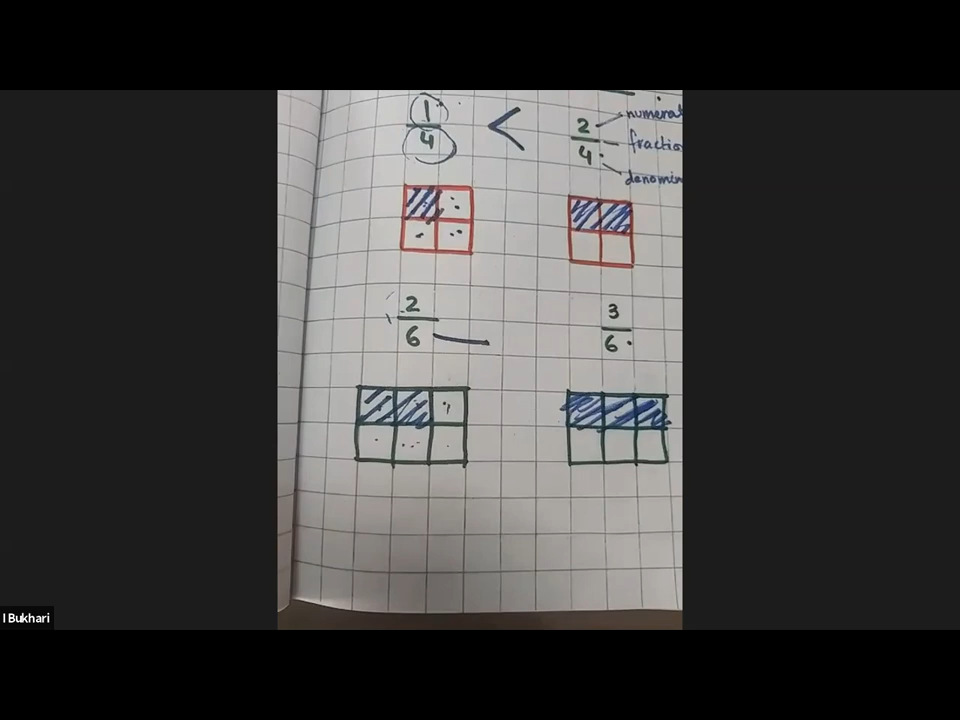 1/4 < 2/4
numerat
fractio
denomin
2/6 3/6
I Bukhari